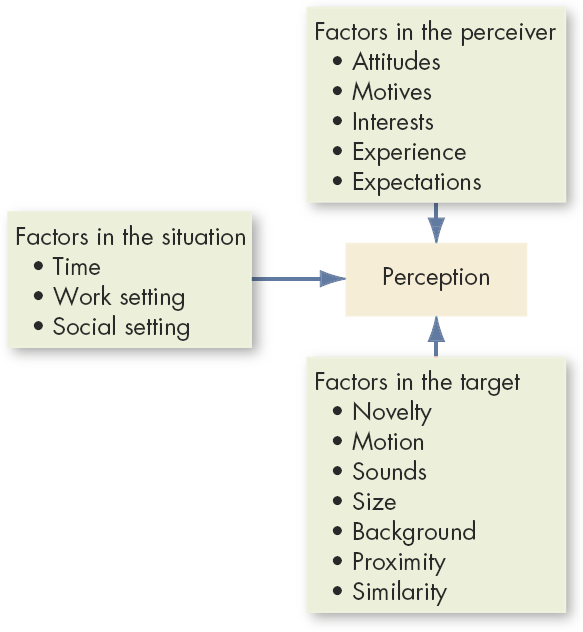 Factors in the perceiver
• Attitudes
• Motives
• Interests
• Experience
• Expectations
Factors in the situation
• Time
• Work setting
• Social setting
Perception
Factors in the target
• Novelty
• Motion
• Sounds
• Size
• Background
• Proximity
• Similarity